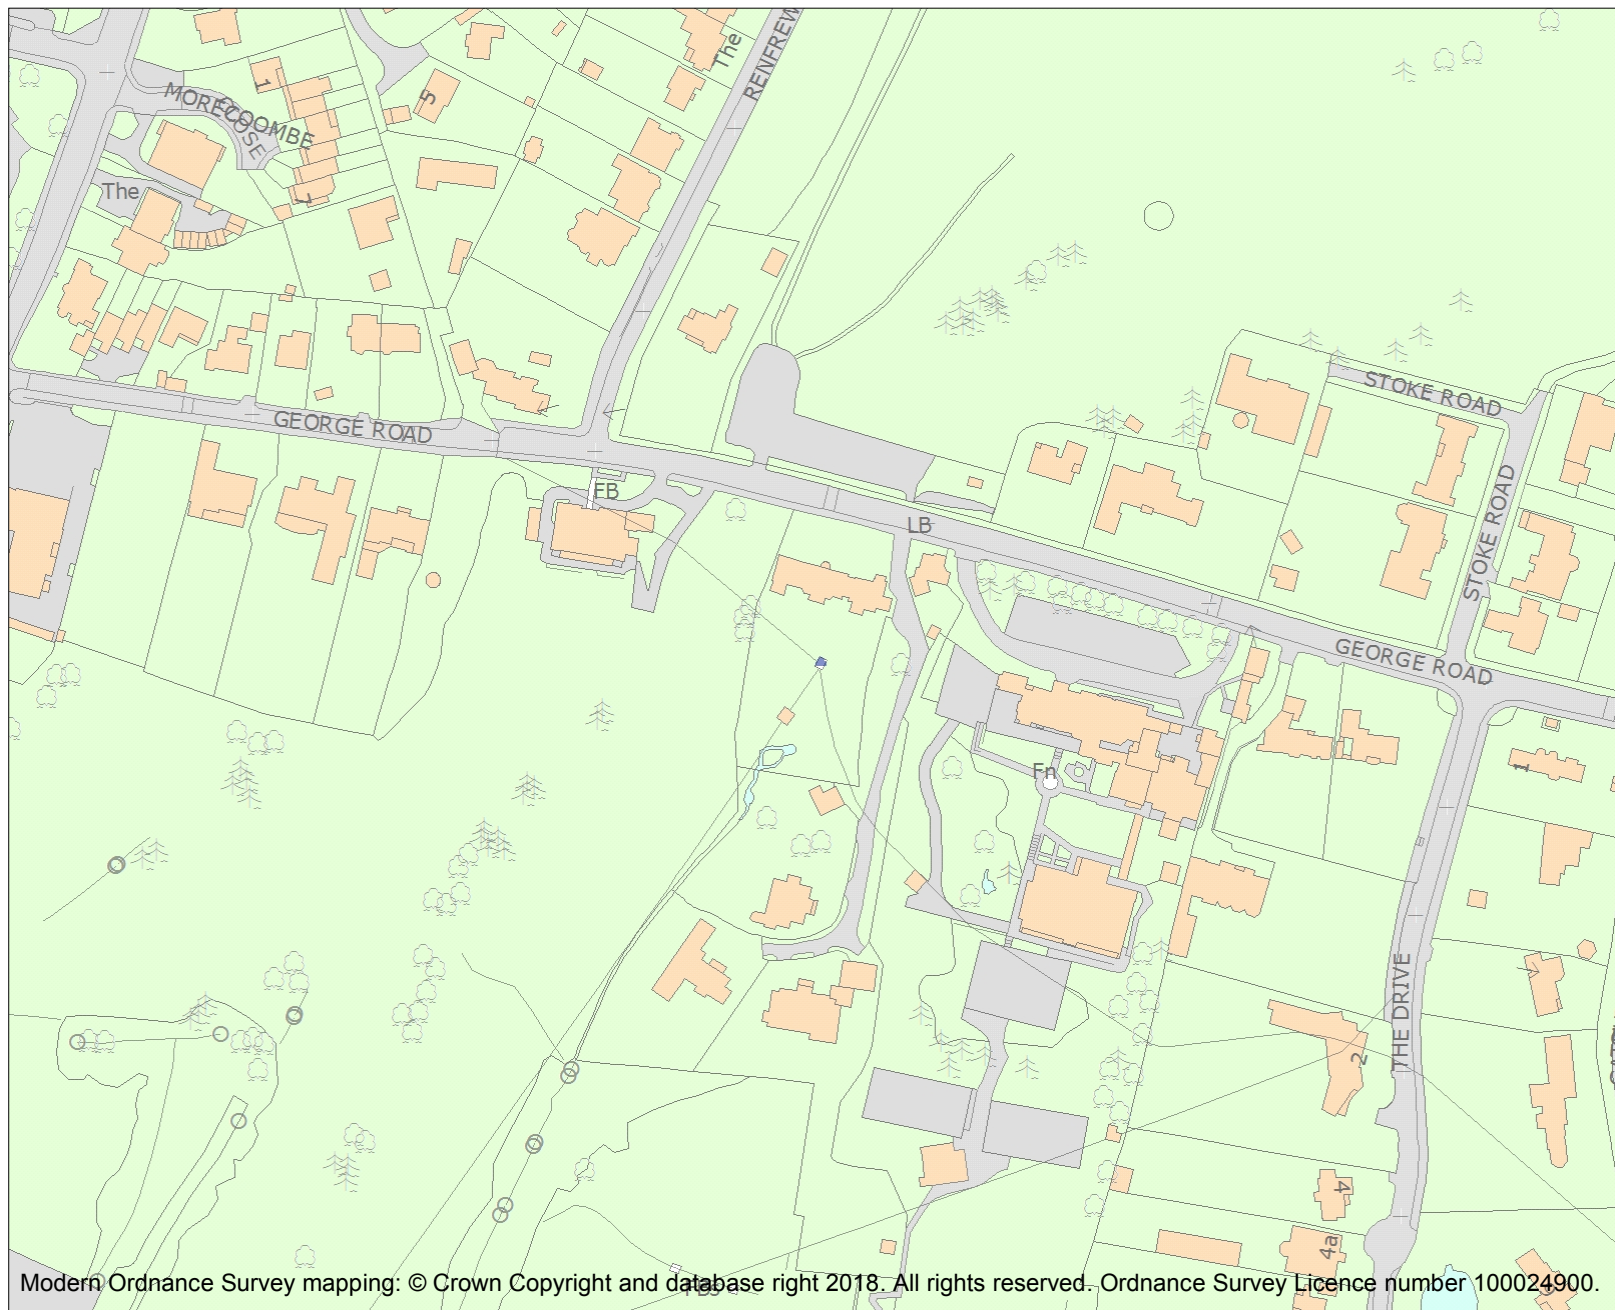 The
RENFREW
1
5
MORECOOMBE
CLOSE
The
7
STOKE ROAD
GEORGE ROAD
FB
LB
STOKE ROAD
GEORGE ROAD
Fn
1
THE DRIVE
2
4
4a
Modern Ordnance Survey mapping: © Crown Copyright and database right 2018. All rights reserved. Ordnance Survey Licence number 100024900.